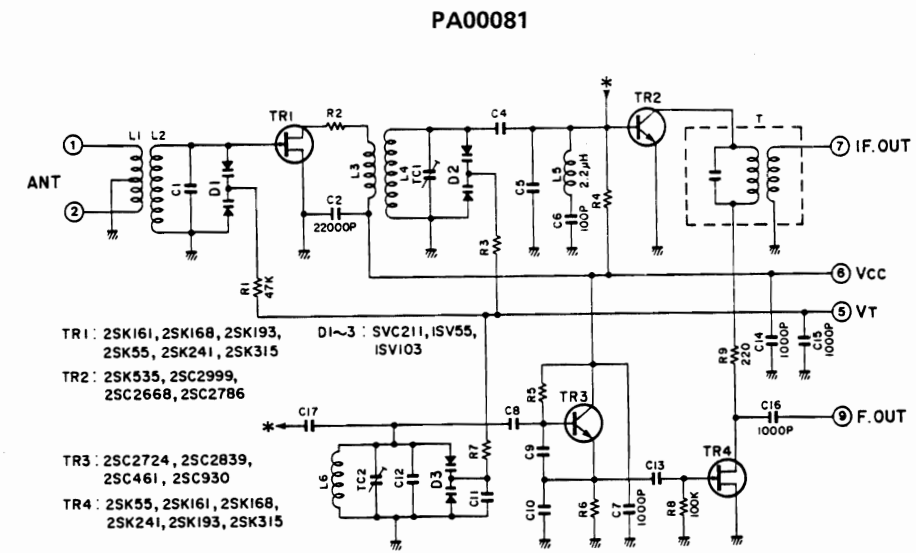 PA00081
*
TR1
R2
C4
TR2
T
L1
L2
1
7
IF. OUT
ANT
C1
D1
L3
L4
TC1
D2
C5
L5
2.2μH
C6
100P
R4
2
C2
22000P
R3
6
VCC
R1
47K
5
VT
TR1: 2SK161, 2SK168, 2SK193,
2SK55, 2SK241, 2SK315
D1~3: SVC211, ISV55,
ISV103
C14
1000P
C15
1000P
TR2: 2SK535, 2SC2999,
2SC2668, 2SC2786
R9
220
R5
TR3
*
C17
C8
C16
1000P
9
F. OUT
TR3: 2SC2724, 2SC2839,
2SC461, 2SC930
R7
C9
C13
TR4
L6
TC2
C12
D3
C11
C10
R6
C7
1000P
R8
100K
TR4: 2SK55, 2SK161, 2SK168,
2SK241, 2SK193, 2SK315